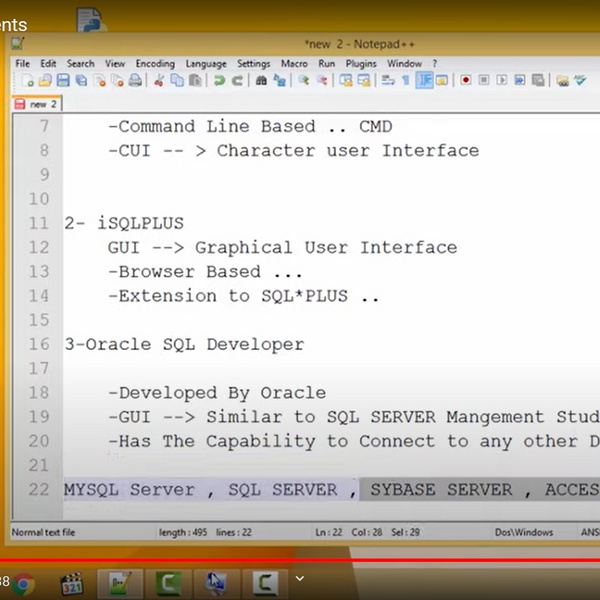 ents
*new 2 - Notepad++
File Edit Search View Encoding Language Settings Macro Run Plugins Window ?
new 2
7 -Command Line Based .. CMD
8 -CUI -- > Character user Interface
9
10
11 2- iSQLPLUS
12 GUI --> Graphical User Interface
13 -Browser Based ...
14 -Extension to SQL*PLUS ..
15
16 3-Oracle SQL Developer
17
18 -Developed By Oracle
19 -GUI --> Similar to SQL SERVER Mangement Stud
20 -Has The Capability to Connect to any other D
21
22 MYSQL Server , SQL SERVER , SYBASE SERVER , ACCES
Normal text file length : 495 lines : 22 Ln : 22 Col : 28 Sel : 29 Dos\Windows ANS
38 321